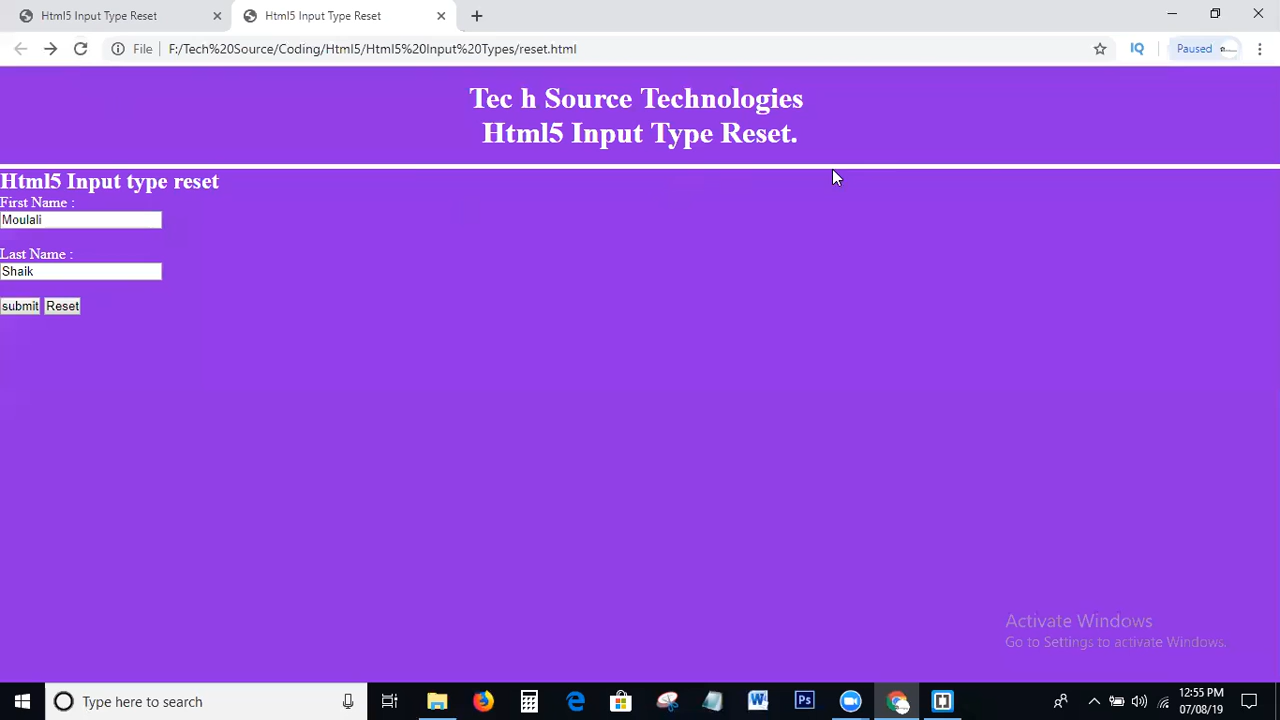 Html5 Input Type Reset
Html5 Input Type Reset
File
F:/Tech%20Source/Coding/Html5/Html5%20Input%20Types/reset.html
IQ
Paused
Tec h Source Technologies
Html5 Input Type Reset.
Html5 Input type reset
First Name :
Moulali
Last Name :
Shaik
submit Reset
Activate Windows
Go to Settings to activate Windows.
Type here to search
W
Ps
12:55 PM
07/08/19